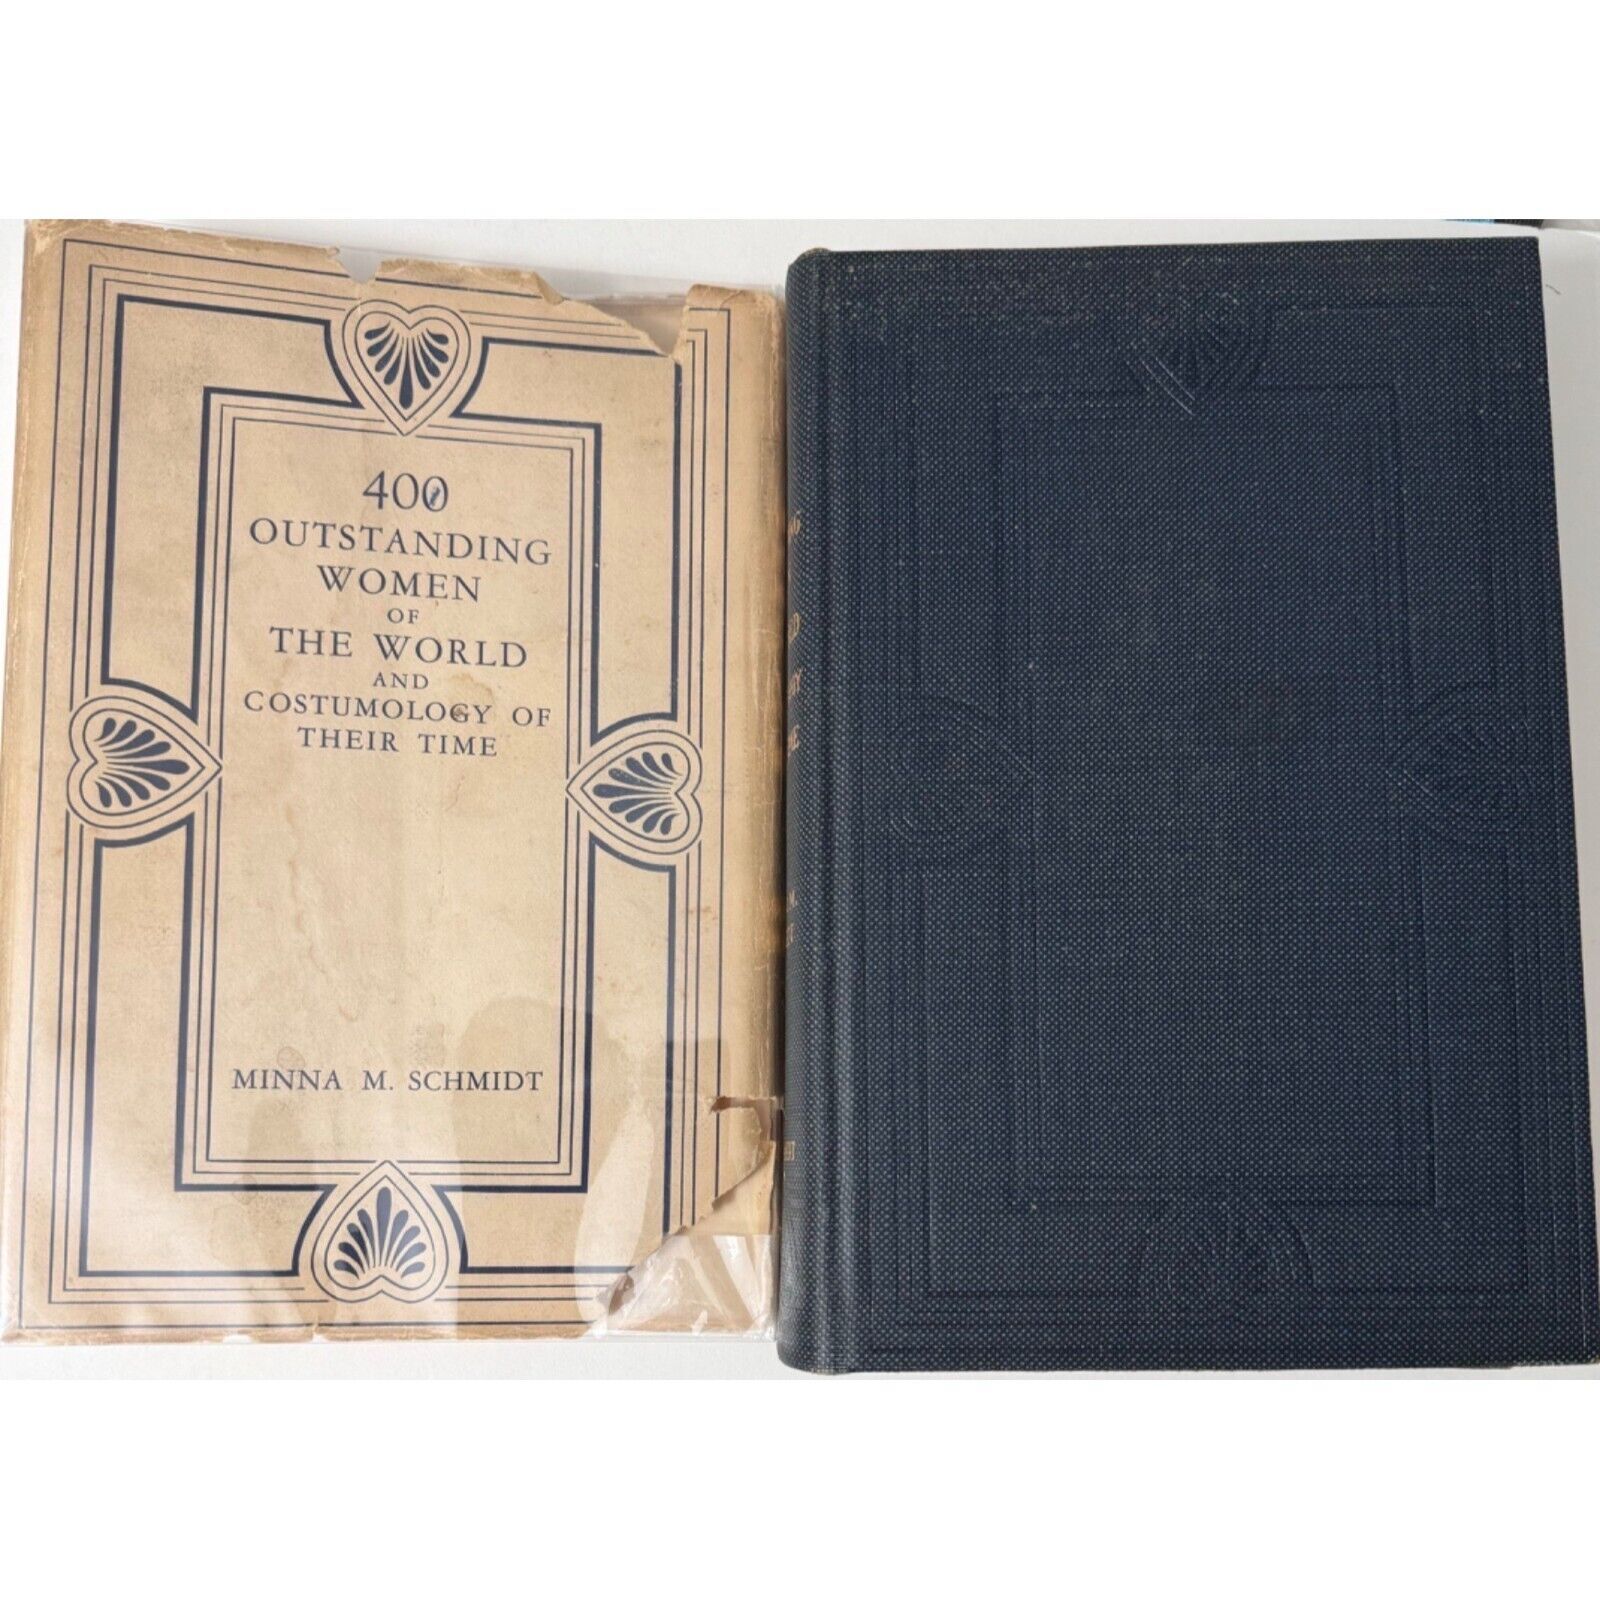 400
OUTSTANDING
WOMEN
OF
THE WORLD
AND
COSTUMOLOGY OF
THEIR TIME
MINNA M. SCHMIDT